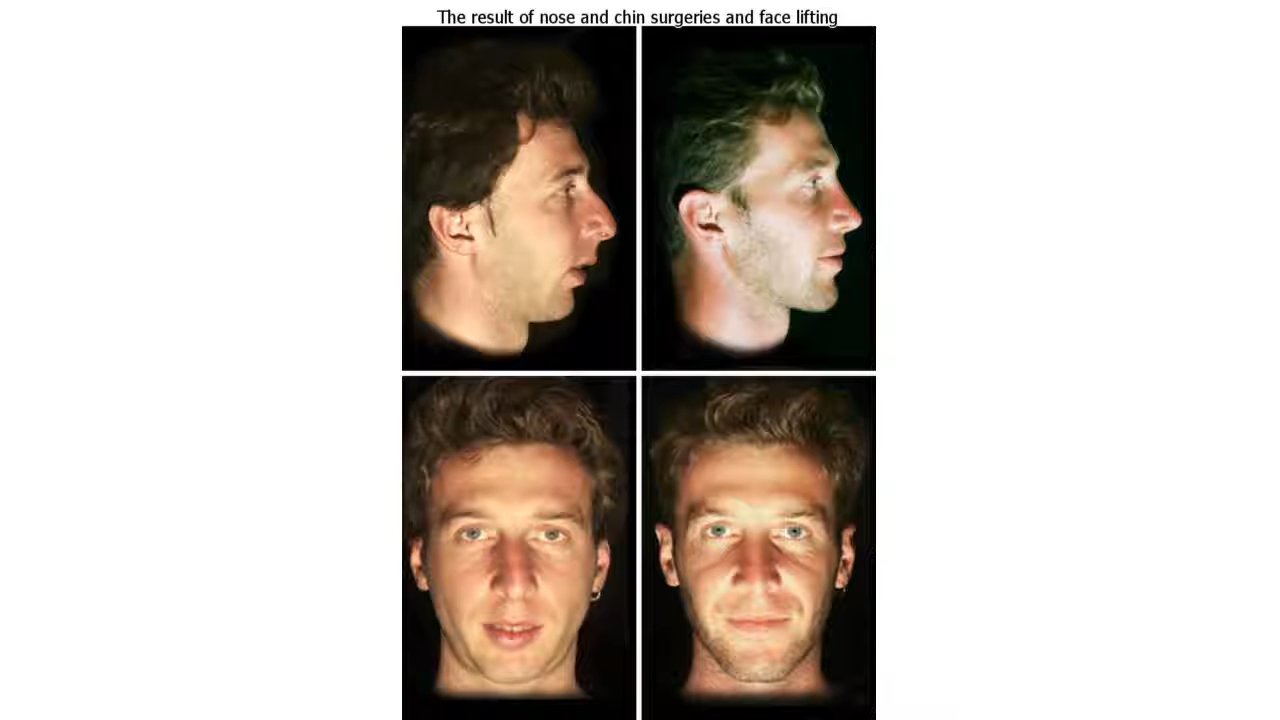 The result of nose and chin surgeries and face lifting